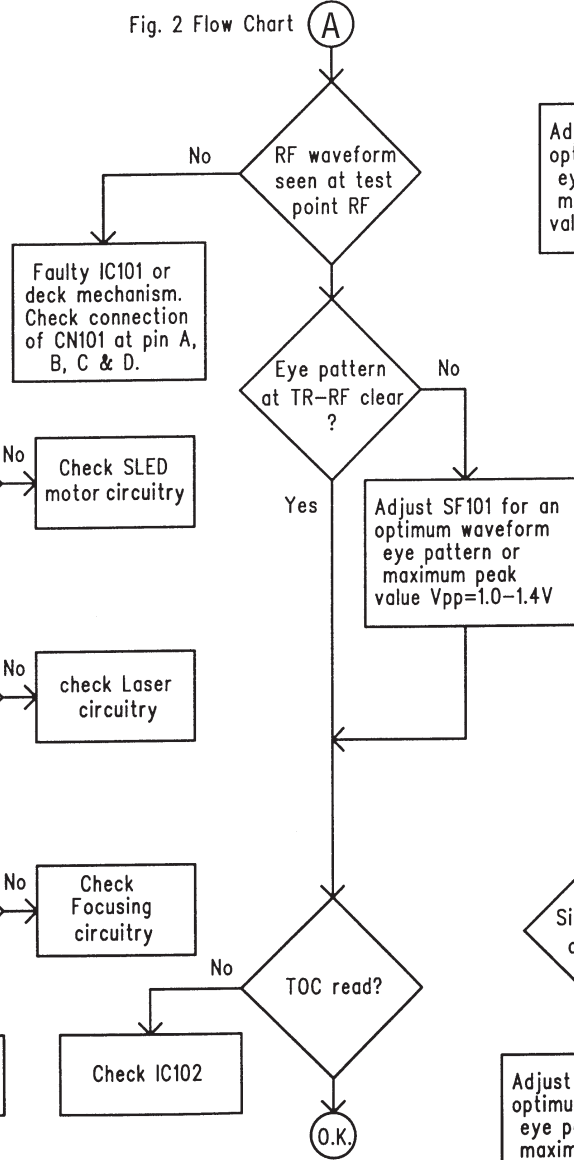 Fig. 2 Flow Chart
A
RF waveform
seen at test
point RF
No
Faulty IC101 or
deck mechanism.
Check connection
of CN101 at pin A,
B, C & D.
Eye pattern
at TR-RF clear
?
No
Yes
Adjust SF101 for an
optimum waveform
eye pattern or
maximum peak
value Vpp=1.0-1.4V
No
Check SLED
motor circuitry
No
check Laser
circuitry
No
Check
Focusing
circuitry
TOC read?
No
Check IC102
O.K.
Adjust
eye